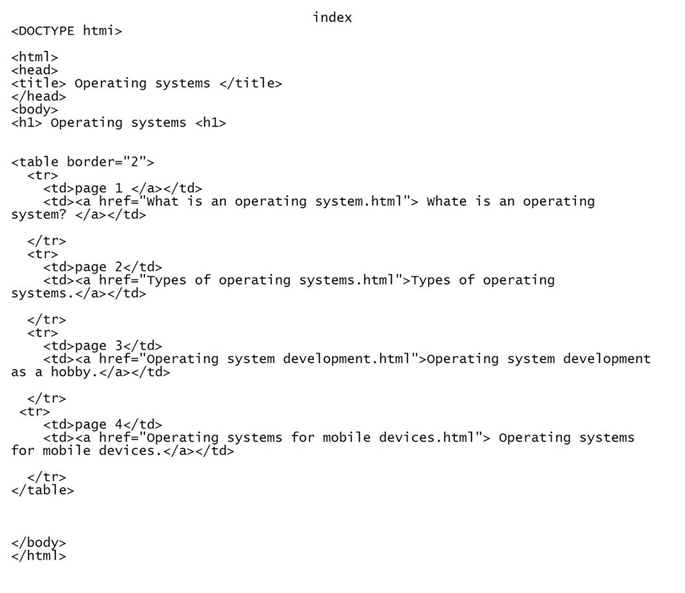 index
<DOCTYPE htmi>
<html>
<head>
<title> Operating systems </title>
</head>
<body>
<h1> Operating systems <h1>
<table border="2">
<tr>
<td>page 1 </a></td>
<td><a href="What is an operating system.html"> Whate is an operating
system? </a></td>
</tr>
<tr>
<td>page 2</td>
<td><a href="Types of operating systems.html">Types of operating
systems.</a></td>
</tr>
<tr>
<td>page 3</td>
<td><a href="Operating system development.html">Operating system development
as a hobby.</a></td>
</tr>
<tr>
<td>page 4</td>
<td><a href="Operating systems for mobile devices.html"> Operating systems
for mobile devices.</a></td>
</tr>
</table>
</body>
</html>